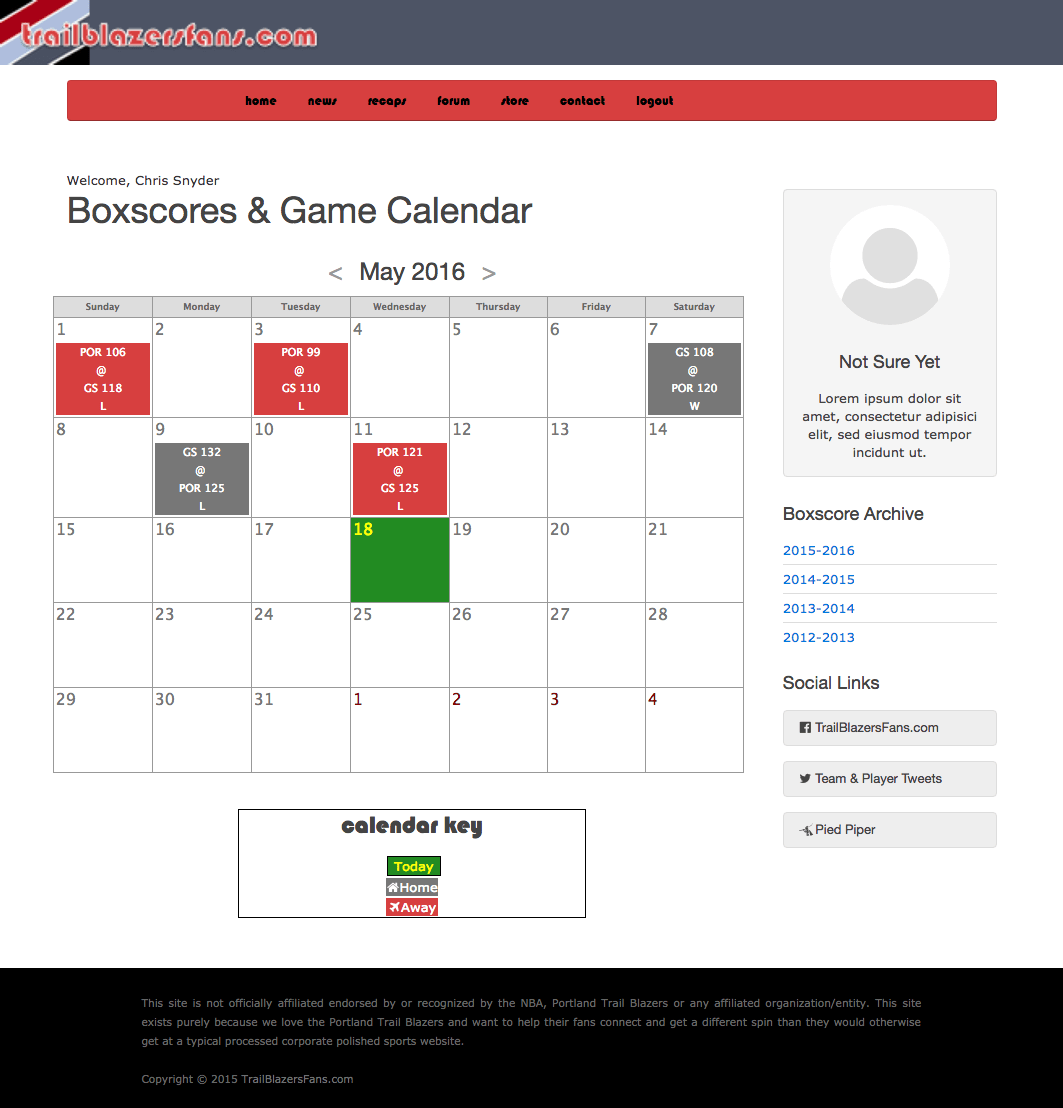 trailblazersfans.com
home news recaps forum store contact logout
Welcome, Chris Snyder
Boxscores & Game Calendar
< May 2016 >
Sunday Monday Tuesday Wednesday Thursday Friday Saturday
1 2 3 4 5 6 7
POR 106 POR 99 GS 108
@ @ @
GS 118 GS 110 POR 120
L L W
8 9 10 11 12 13 14
GS 132 POR 121
@ @
POR 125 GS 125
L L
15 16 17 18 19 20 21
22 23 24 25 26 27 28
29 30 31 1 2 3 4
calendar key
Today
Home
Away
Not Sure Yet
Lorem ipsum dolor sit
amet, consectetur adipisici
elit, sed eiusmod tempor
incidunt ut.
Boxscore Archive
2015-2016
2014-2015
2013-2014
2012-2013
Social Links
TrailBlazersFans.com
Team & Player Tweets
Pied Piper
This site is not officially affiliated endorsed by or recognized by the NBA, Portland Trail Blazers or any affiliated organization/entity. This site
exists purely because we love the Portland Trail Blazers and want to help their fans connect and get a different spin than they would otherwise
get at a typical processed corporate polished sports website.
Copyright © 2015 TrailBlazersFans.com